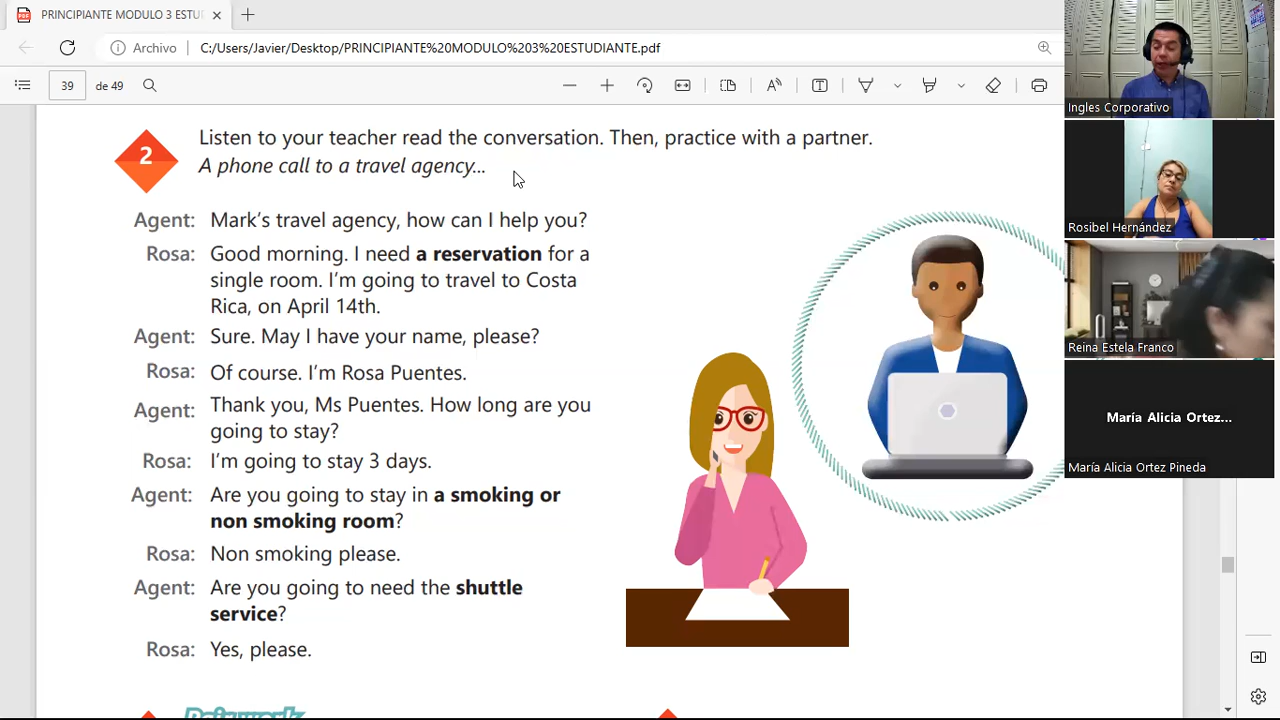 PRINCIPIANTE MODULO 3 ESTU
Archivo
C:/Users/Javier/Desktop/PRINCIPIANTE%20MODULO%203%20ESTUDIANTE.pdf
39
de 49
2
Listen to your teacher read the conversation. Then, practice with a partner.
A phone call to a travel agency...
Agent: Mark's travel agency, how can I help you?
Rosa: Good morning. I need a reservation for a
single room. I'm going to travel to Costa
Rica, on April 14th.
Agent: Sure. May I have your name, please?
Rosa: Of course. I'm Rosa Puentes.
Agent: Thank you, Ms Puentes. How long are you
going to stay?
Rosa: I'm going to stay 3 days.
Agent: Are you going to stay in a smoking or
non smoking room?
Rosa: Non smoking please.
Agent: Are you going to need the shuttle
service?
Rosa: Yes, please.
Pairwork
Ingles Corporativo
Rosibel Hernández
Reina Estela Franco
María Alicia Ortez...
María Alicia Ortez Pineda